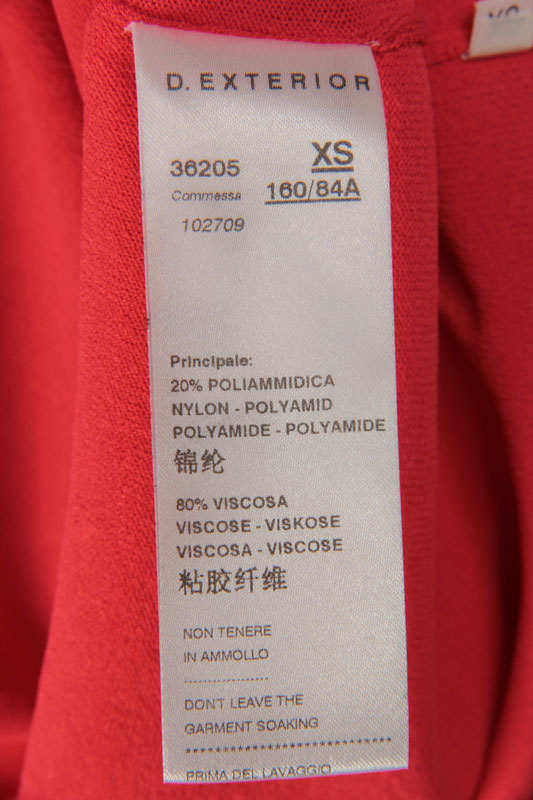 D. EXTERIOR
XS
36205
XS
Commessa 160/84A
102709
Principale:
20% POLIAMMIDICA
NYLON - POLYAMID
POLYAMIDE - POLYAMIDE
锦纶
80% VISCOSA
VISCOSE - VISKOSE
VISCOSA - VISCOSE
粘胶纤维
NON TENERE
IN AMMOLLO
-------------------
DON'T LEAVE THE
GARMENT SOAKING
*************************************
PRIMA DEL LAVAGGIO